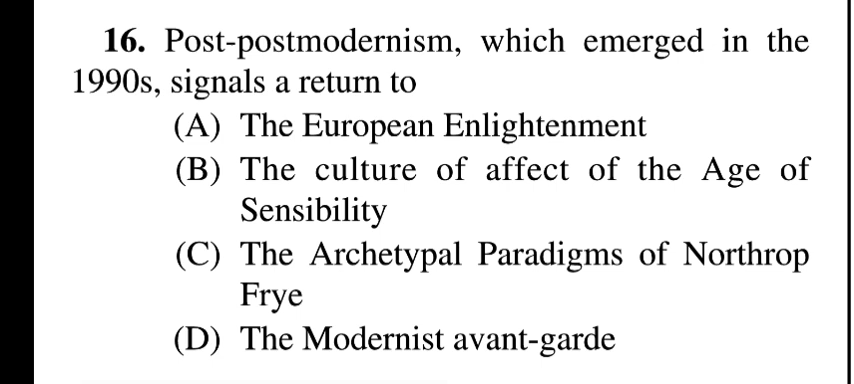 16. Post-postmodernism, which emerged in the
1990s, signals a return to
(A) The European Enlightenment
(B) The culture of affect of the Age of
Sensibility
(C) The Archetypal Paradigms of Northrop
Frye
(D) The Modernist avant-garde